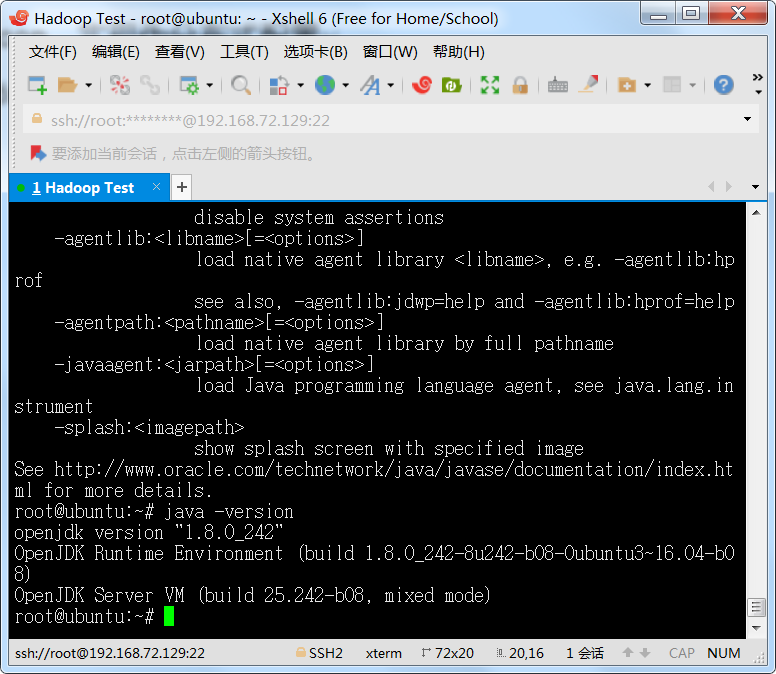 Hadoop Test - root@ubuntu: ~ - Xshell 6 (Free for Home/School)
文件(F) 编辑(E) 查看(V) 工具(T) 选项卡(B) 窗口(W) 帮助(H)
ssh://root:********@192.168.72.129:22
要添加当前会话，点击左侧的箭头按钮。
1 Hadoop Test
disable system assertions
-agentlib:<libname>[=<options>]
load native agent library <libname>, e.g. -agentlib:hp
rof
see also, -agentlib:jdwp=help and -agentlib:hprof=help
-agentpath:<pathname>[=<options>]
load native agent library by full pathname
-javaagent:<jarpath>[=<options>]
load Java programming language agent, see java.lang.in
strument
-splash:<imagepath>
show splash screen with specified image
See http://www.oracle.com/technetwork/java/javase/documentation/index.ht
ml for more details.
root@ubuntu:~# java -version
openjdk version "1.8.0_242"
OpenJDK Runtime Environment (build 1.8.0_242-8u242-b08-0ubuntu3~16.04-b0
8)
OpenJDK Server VM (build 25.242-b08, mixed mode)
root@ubuntu:~#
ssh://root@192.168.72.129:22 SSH2 xterm 72x20 20,16 1 会话 CAP NUM